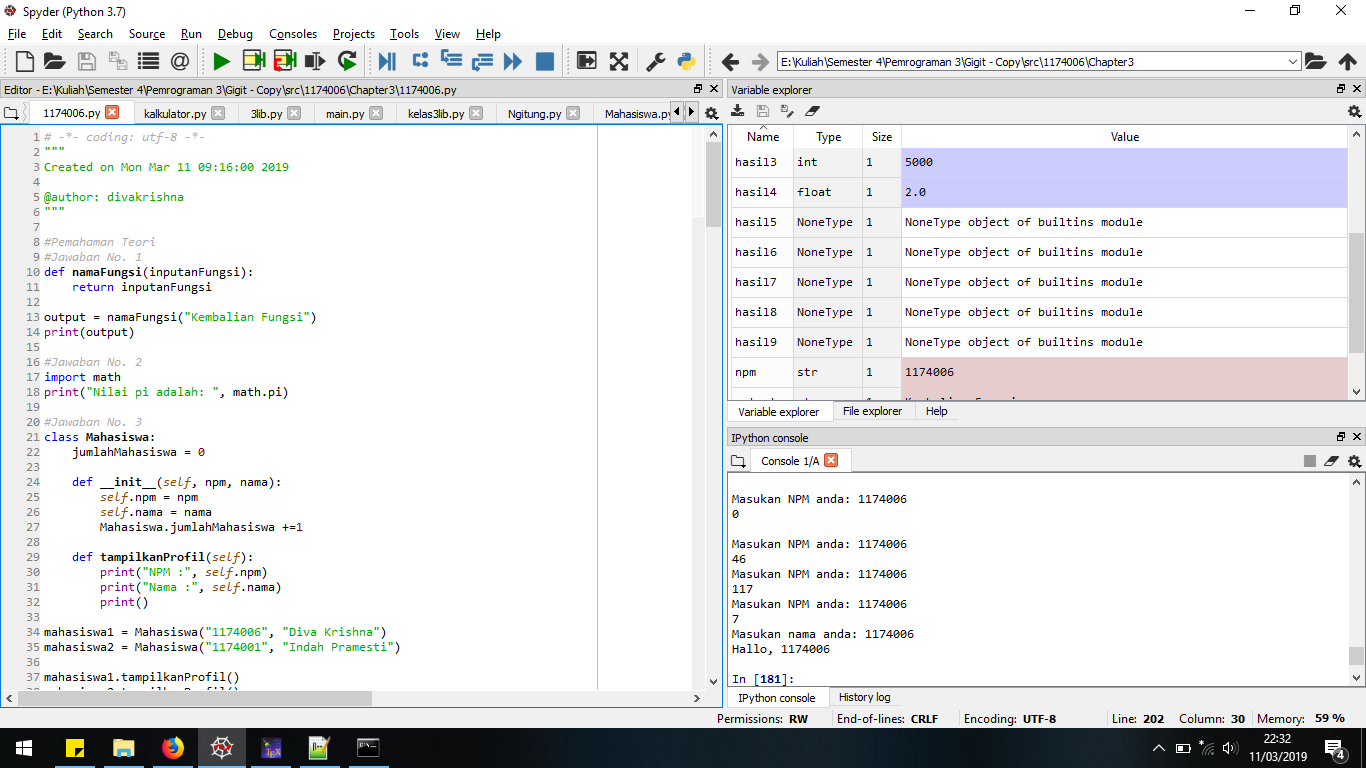 Spyder (Python 3.7)
File Edit Search Source Run Debug Consoles Projects Tools View Help
E:\Kuliah\Semester 4\Pemrograman 3\Gigit - Copy\src\1174006\Chapter3
Editor - E:\Kuliah\Semester 4\Pemrograman 3\Gigit - Copy\src\1174006\Chapter3\1174006.py
1174006.py kalkulator.py 3lib.py main.py kelas3lib.py Ngitung.py Mahasiswa.py
1 # -*- coding: utf-8 -*-
2 """
3 Created on Mon Mar 11 09:16:00 2019
4
5 @author: divakrishna
6 """
7
8 #Pemahaman Teori
9 #Jawaban No. 1
10 def namaFungsi(inputanFungsi):
11     return inputanFungsi
12
13 output = namaFungsi("Kembalian Fungsi")
14 print(output)
15
16 #Jawaban No. 2
17 import math
18 print("Nilai pi adalah: ", math.pi)
19
20 #Jawaban No. 3
21 class Mahasiswa:
22     jumlahMahasiswa = 0
23
24     def __init__(self, npm, nama):
25         self.npm = npm
26         self.nama = nama
27         Mahasiswa.jumlahMahasiswa +=1
28
29     def tampilkanProfil(self):
30         print("NPM :", self.npm)
31         print("Nama :", self.nama)
32         print()
33
34 mahasiswa1 = Mahasiswa("1174006", "Diva Krishna")
35 mahasiswa2 = Mahasiswa("1174001", "Indah Pramesti")
36
37 mahasiswa1.tampilkanProfil()
Variable explorer
Name Type Size Value
hasil3 int 1 5000
hasil4 float 1 2.0
hasil5 NoneType 1 NoneType object of builtins module
hasil6 NoneType 1 NoneType object of builtins module
hasil7 NoneType 1 NoneType object of builtins module
hasil8 NoneType 1 NoneType object of builtins module
hasil9 NoneType 1 NoneType object of builtins module
npm str 1 1174006
Variable explorer File explorer Help
IPython console
Console 1/A
Masukan NPM anda: 1174006
0
Masukan NPM anda: 1174006
46
Masukan NPM anda: 1174006
117
Masukan NPM anda: 1174006
7
Masukan nama anda: 1174006
Hallo, 1174006
In [181]:
IPython console History log
Permissions: RW End-of-lines: CRLF Encoding: UTF-8 Line: 202 Column: 30 Memory: 59 %
22:32
11/03/2019
4